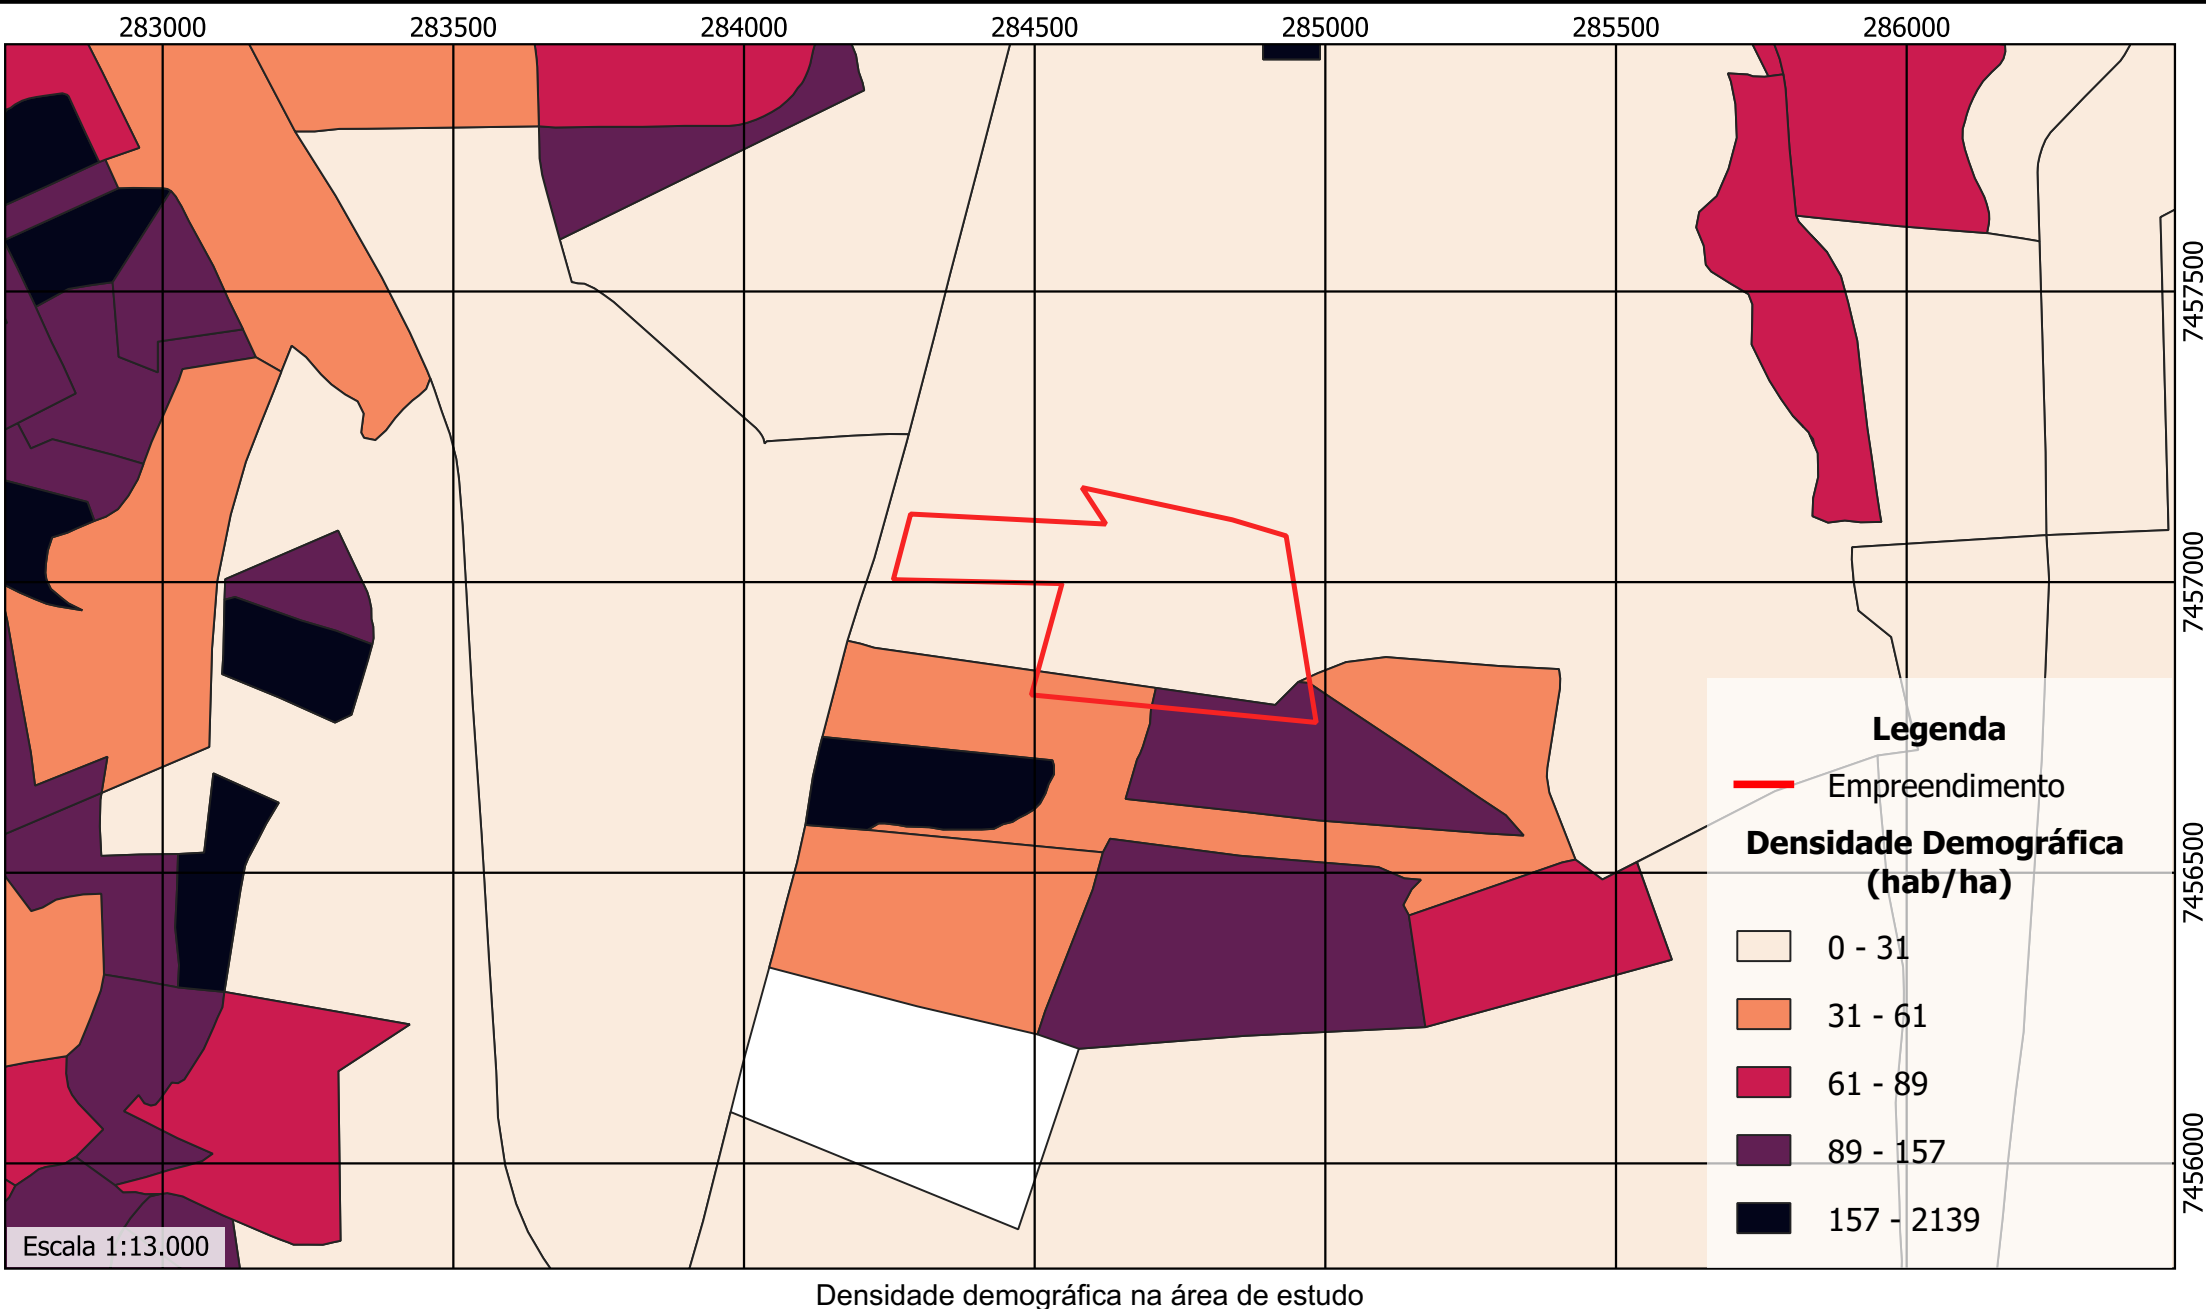 283000 283500 284000 284500 285000 285500 286000
7457500
7457000
7456500
7456000
Legenda
Empreendimento
Densidade Demográfica
(hab/ha)
0 - 31
31 - 61
61 - 89
89 - 157
157 - 2139
Escala 1:13.000
Densidade demográfica na área de estudo